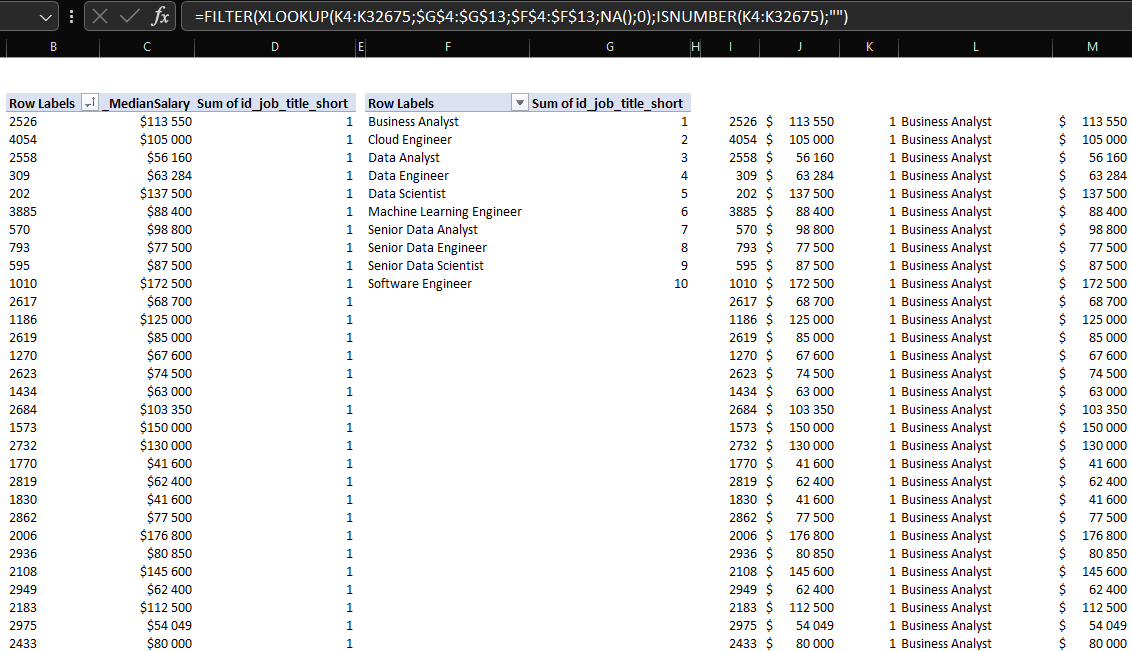 =FILTER(XLOOKUP(K4:K32675;$G$4:$G$13;$F$4:$F$13;NA();0);ISNUMBER(K4:K32675);"")
B C D E F G H I J K L M
Row Labels _MedianSalary Sum of id_job_title_short Row Labels Sum of id_job_title_short
2526 $113 550 1 Business Analyst 1 2526 $ 113 550 1 Business Analyst $ 113 550
4054 $105 000 1 Cloud Engineer 2 4054 $ 105 000 1 Business Analyst $ 105 000
2558 $56 160 1 Data Analyst 3 2558 $ 56 160 1 Business Analyst $ 56 160
309 $63 284 1 Data Engineer 4 309 $ 63 284 1 Business Analyst $ 63 284
202 $137 500 1 Data Scientist 5 202 $ 137 500 1 Business Analyst $ 137 500
3885 $88 400 1 Machine Learning Engineer 6 3885 $ 88 400 1 Business Analyst $ 88 400
570 $98 800 1 Senior Data Analyst 7 570 $ 98 800 1 Business Analyst $ 98 800
793 $77 500 1 Senior Data Engineer 8 793 $ 77 500 1 Business Analyst $ 77 500
595 $87 500 1 Senior Data Scientist 9 595 $ 87 500 1 Business Analyst $ 87 500
1010 $172 500 1 Software Engineer 10 1010 $ 172 500 1 Business Analyst $ 172 500
2617 $68 700 1 2617 $ 68 700 1 Business Analyst $ 68 700
1186 $125 000 1 1186 $ 125 000 1 Business Analyst $ 125 000
2619 $85 000 1 2619 $ 85 000 1 Business Analyst $ 85 000
1270 $67 600 1 1270 $ 67 600 1 Business Analyst $ 67 600
2623 $74 500 1 2623 $ 74 500 1 Business Analyst $ 74 500
1434 $63 000 1 1434 $ 63 000 1 Business Analyst $ 63 000
2684 $103 350 1 2684 $ 103 350 1 Business Analyst $ 103 350
1573 $150 000 1 1573 $ 150 000 1 Business Analyst $ 150 000
2732 $130 000 1 2732 $ 130 000 1 Business Analyst $ 130 000
1770 $41 600 1 1770 $ 41 600 1 Business Analyst $ 41 600
2819 $62 400 1 2819 $ 62 400 1 Business Analyst $ 62 400
1830 $41 600 1 1830 $ 41 600 1 Business Analyst $ 41 600
2862 $77 500 1 2862 $ 77 500 1 Business Analyst $ 77 500
2006 $176 800 1 2006 $ 176 800 1 Business Analyst $ 176 800
2936 $80 850 1 2936 $ 80 850 1 Business Analyst $ 80 850
2108 $145 600 1 2108 $ 145 600 1 Business Analyst $ 145 600
2949 $62 400 1 2949 $ 62 400 1 Business Analyst $ 62 400
2183 $112 500 1 2183 $ 112 500 1 Business Analyst $ 112 500
2975 $54 049 1 2975 $ 54 049 1 Business Analyst $ 54 049
2433 $80 000 1 2433 $ 80 000 1 Business Analyst $ 80 000